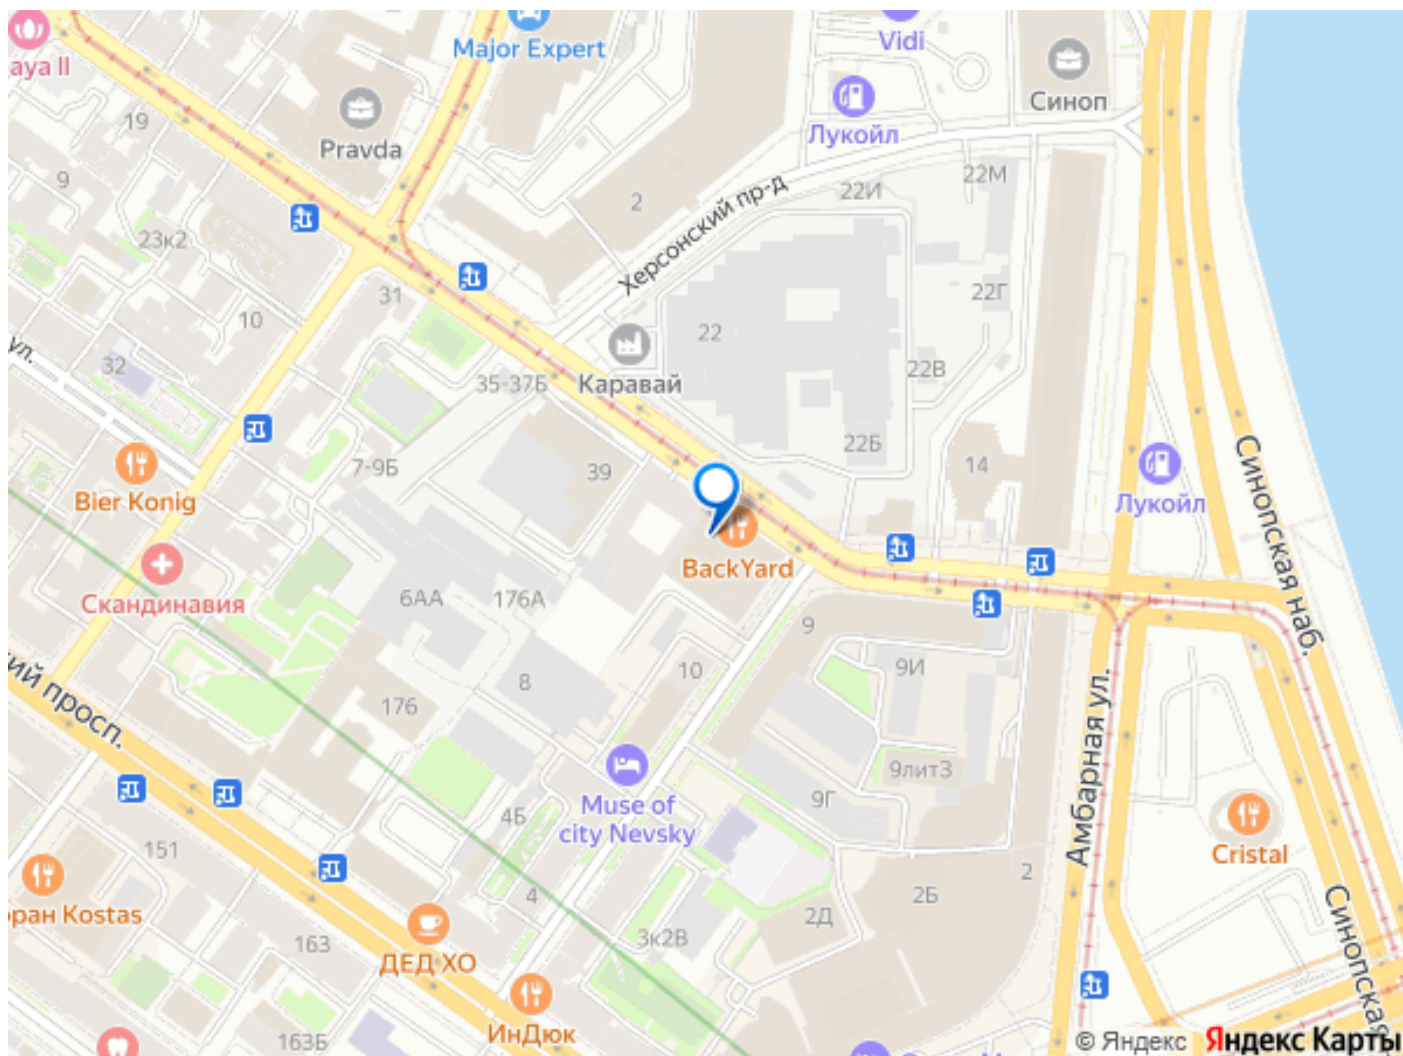 Major Expert
Vidi
aya II
Синоп
Лукойл
19
Pravda
9
22М
22И
2
Херсонский пр-д
23к2
31
22Г
10
22
ул.
32
35-37Б
Каравай
22В
7-9Б
39
22Б
14
Bier Konig
Лукойл
Синопская наб.
BackYard
Скандинавия
6АА
176А
9
9И
10
8
176
ий просп.
Амбарная ул.
9литЗ
Muse of
city Nevsky
9Г
4Б
151
Cristal
2
оран Kostas
4
2Б
2Д
163
3к2В
Синопская
ДЕД ХО
ИнДюк
163Б
© Яндекс Яндекс Карты